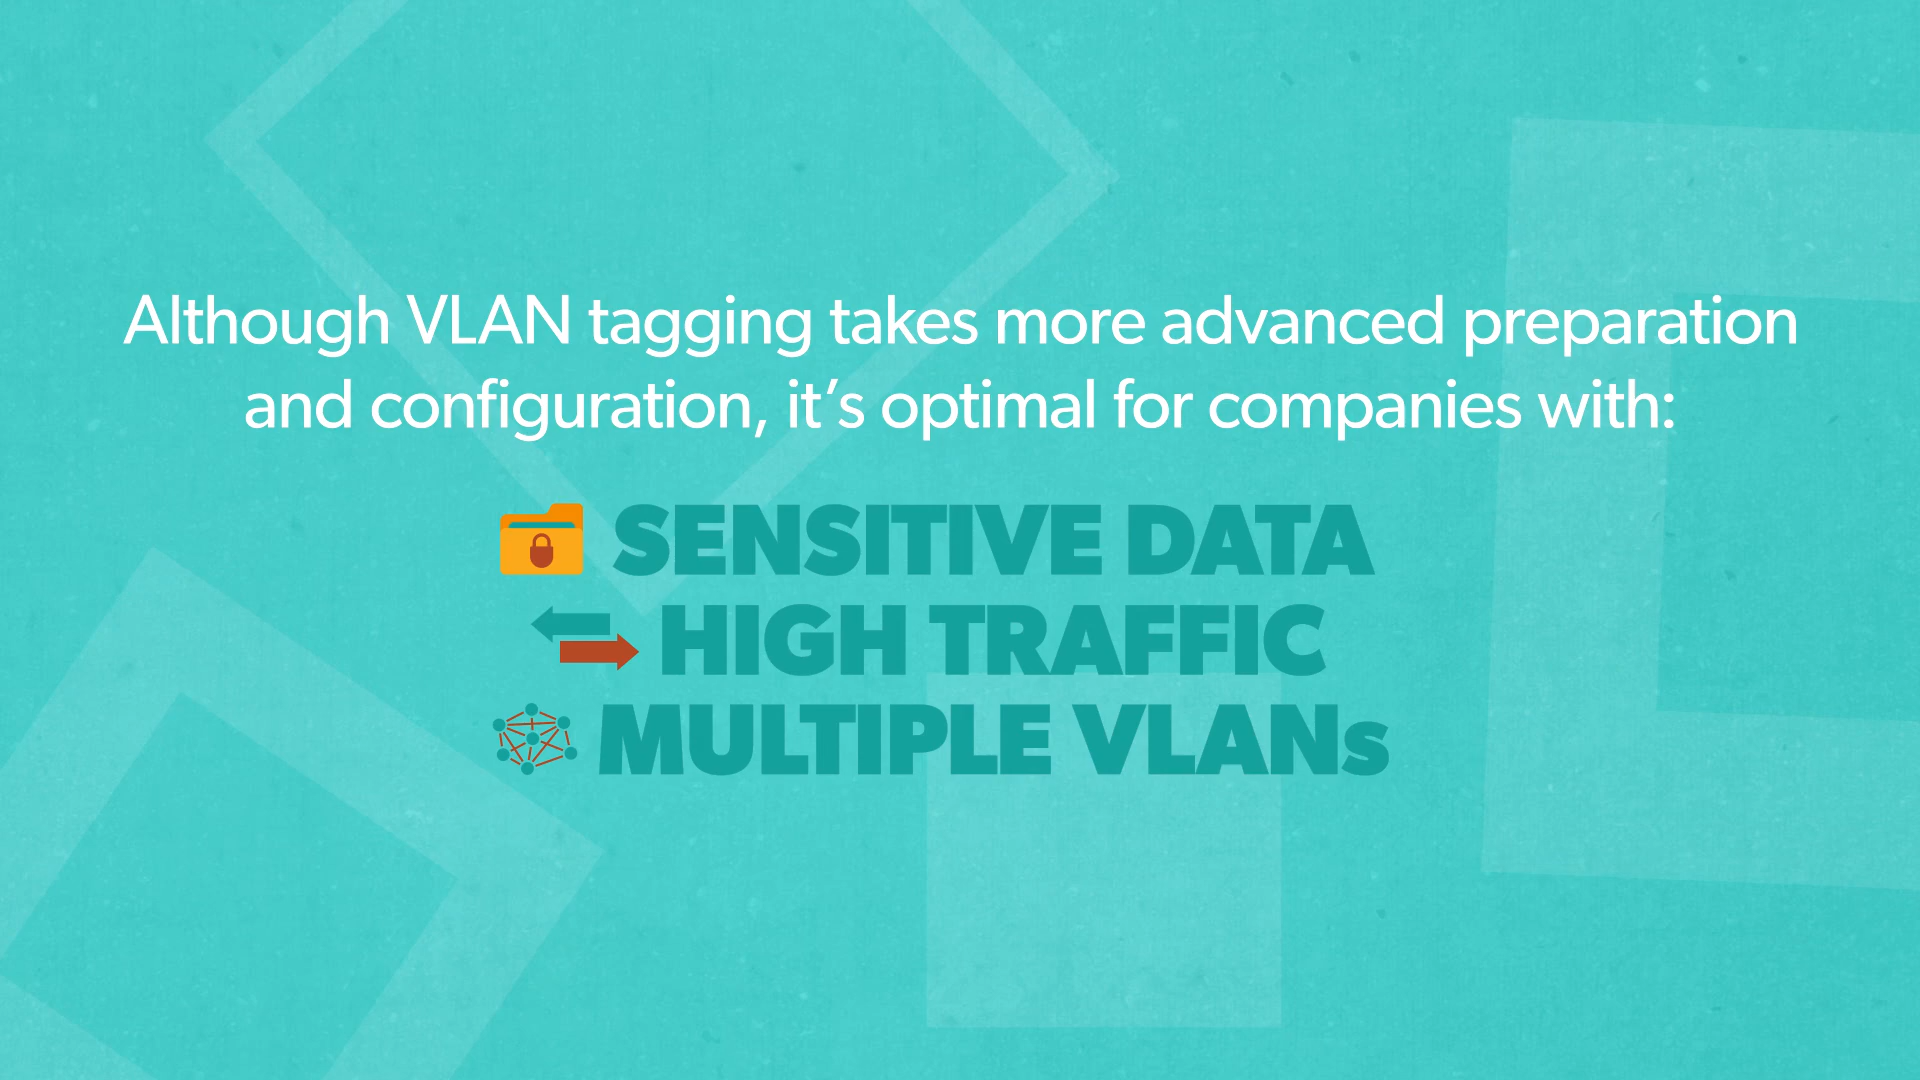 Although VLAN tagging takes more advanced preparation
and configuration, it’s optimal for companies with:
SENSITIVE DATA
HIGH TRAFFIC
MULTIPLE VLANs